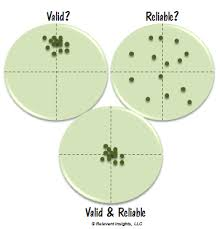 Valid?
Reliable?
Valid & Reliable
© Relevant Insights, LLC